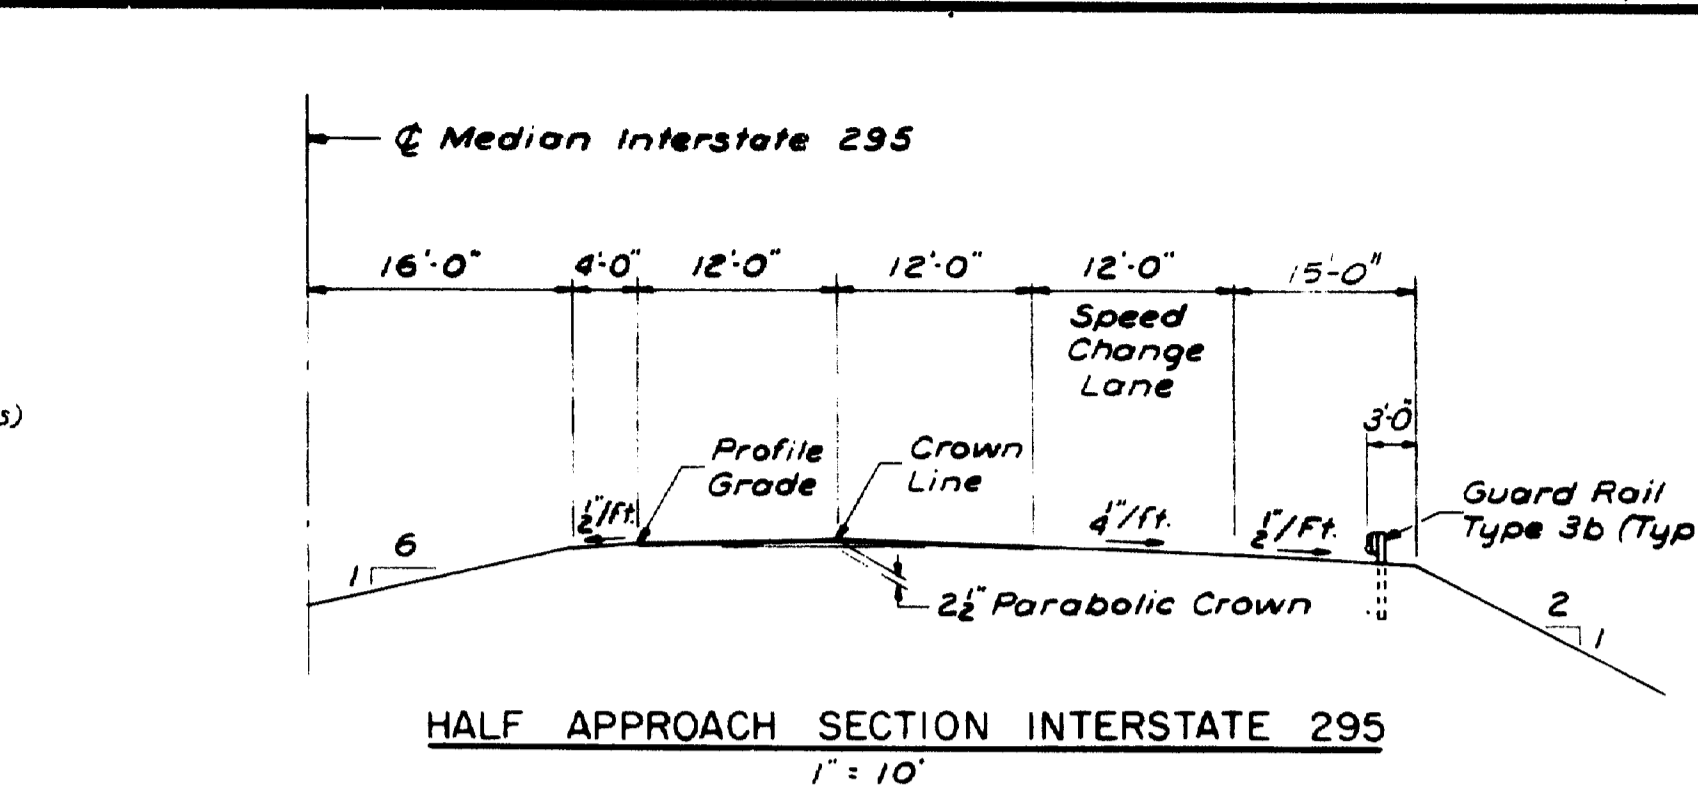 ℄ Median Interstate 295
16'-0" 4'-0" 12'-0" 12'-0" 12'-0" 15'-0"
Speed
Change
Lane
s)
3'-0"
Profile
Grade
Crown
Line
Guard Rail
Type 3b (Typ
1/2"/Ft.
1/4"/ft.
1/2"/Ft.
6
1
2 1/2" Parabolic Crown
2
1
HALF APPROACH SECTION INTERSTATE 295
1" = 10'